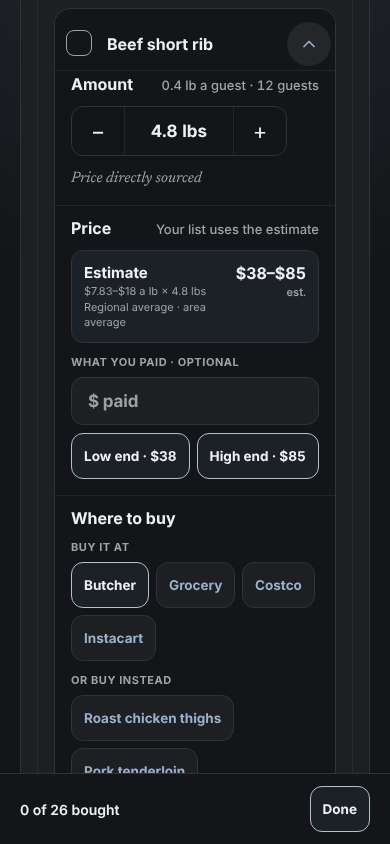 Beef short rib
Amount
0.4 lb a guest · 12 guests
–
4.8 lbs
+
Price directly sourced
Price
Your list uses the estimate
Estimate
$38–$85
$7.83–$18 a lb × 4.8 lbs
est.
Regional average · area
average
WHAT YOU PAID · OPTIONAL
$ paid
Low end · $38
High end · $85
Where to buy
BUY IT AT
Butcher
Grocery
Costco
Instacart
OR BUY INSTEAD
Roast chicken thighs
Pork tenderloin
0 of 26 bought
Done